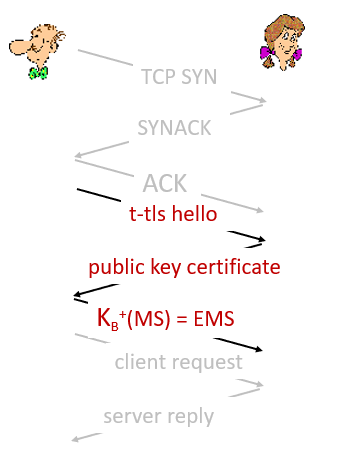 TCP SYN
SYNACK
ACK
t-tls hello
public key certificate
K_B⁺(MS) = EMS
client request
server reply